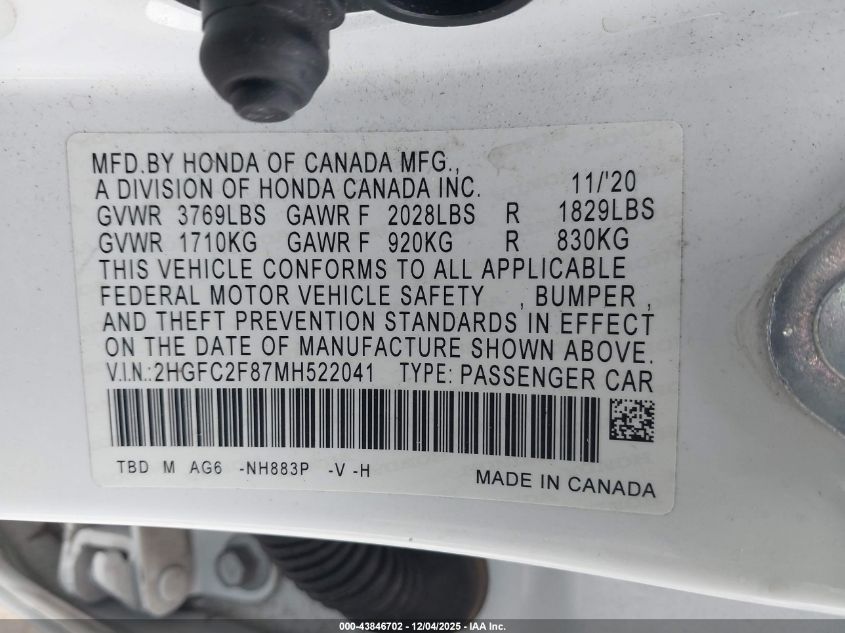 MFD.BY HONDA OF CANADA MFG.,
A DIVISION OF HONDA CANADA INC. 11/'20
GVWR 3769LBS GAWR F 2028LBS R 1829LBS
GVWR 1710KG GAWR F 920KG R 830KG
THIS VEHICLE CONFORMS TO ALL APPLICABLE
FEDERAL MOTOR VEHICLE SAFETY , BUMPER ,
AND THEFT PREVENTION STANDARDS IN EFFECT
ON THE DATE OF MANUFACTURE SHOWN ABOVE.
V.I.N.:2HGFC2F87MH522041 TYPE: PASSENGER CAR
TBD M AG6 -NH883P -V -H
MADE IN CANADA
000-43846702 - 12/04/2025 - IAA Inc.